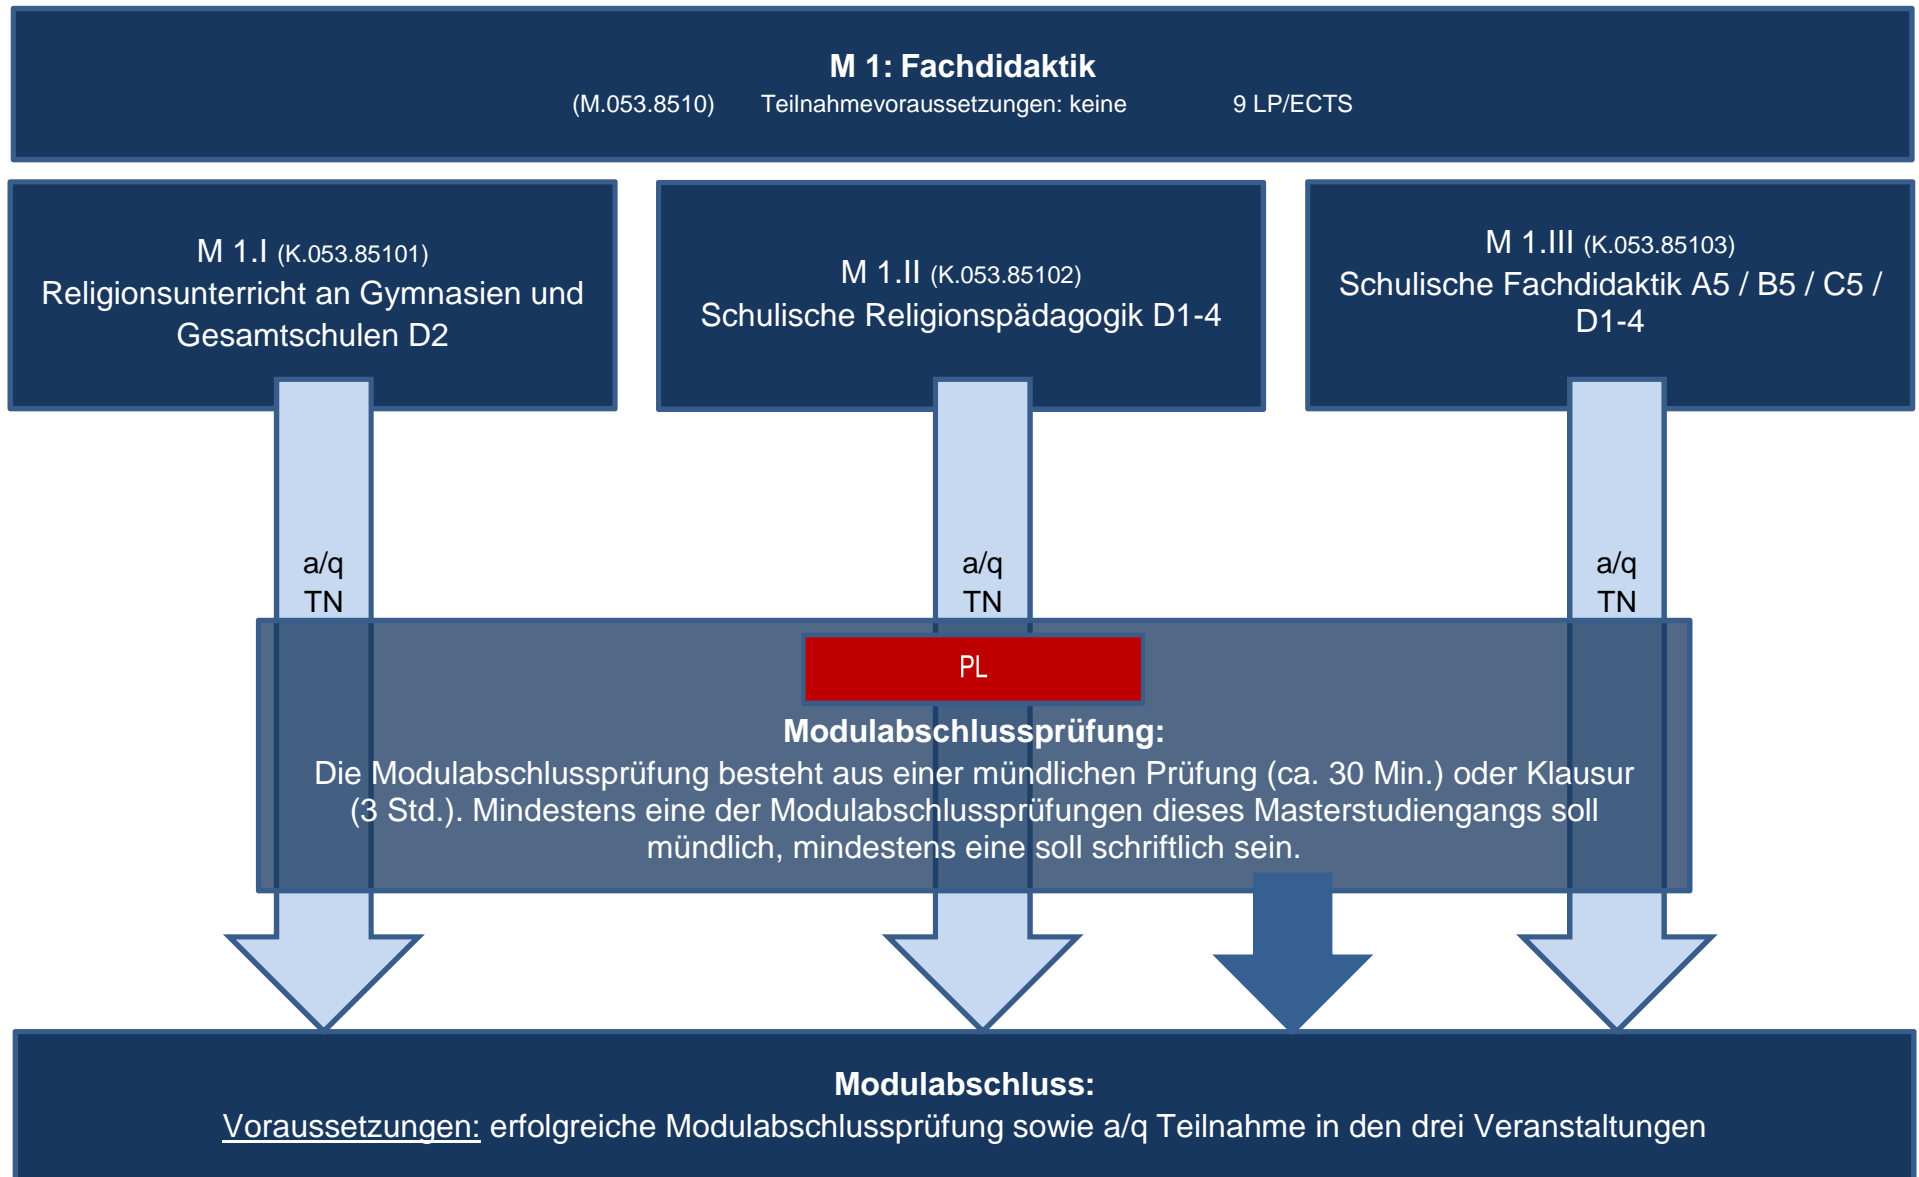 M 1: Fachdidaktik
(M.053.8510) Teilnahmevoraussetzungen: keine 9 LP/ECTS
M 1.I (K.053.85101)
Religionsunterricht an Gymnasien und
Gesamtschulen D2
M 1.II (K.053.85102)
Schulische Religionspädagogik D1-4
M 1.III (K.053.85103)
Schulische Fachdidaktik A5 / B5 / C5 /
D1-4
a/q
TN
a/q
TN
a/q
TN
PL
Modulabschlussprüfung:
Die Modulabschlussprüfung besteht aus einer mündlichen Prüfung (ca. 30 Min.) oder Klausur
(3 Std.). Mindestens eine der Modulabschlussprüfungen dieses Masterstudiengangs soll
mündlich, mindestens eine soll schriftlich sein.
Modulabschluss:
Voraussetzungen: erfolgreiche Modulabschlussprüfung sowie a/q Teilnahme in den drei Veranstaltungen